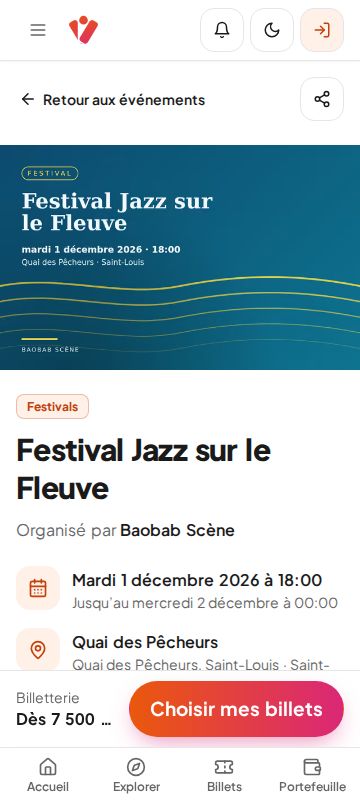 Retour aux événements
FESTIVAL
Festival Jazz sur
le Fleuve
mardi 1 décembre 2026 · 18:00
Quai des Pêcheurs · Saint-Louis
BAOBAB SCÈNE
Festivals
Festival Jazz sur le
Fleuve
Organisé par Baobab Scène
Mardi 1 décembre 2026 à 18:00
Jusqu'au mercredi 2 décembre à 00:00
Quai des Pêcheurs
Quai des Pêcheurs, Saint-Louis · Saint-
Billetterie
Dès 7 500 ...
Choisir mes billets
Accueil
Explorer
Billets
Portefeuille